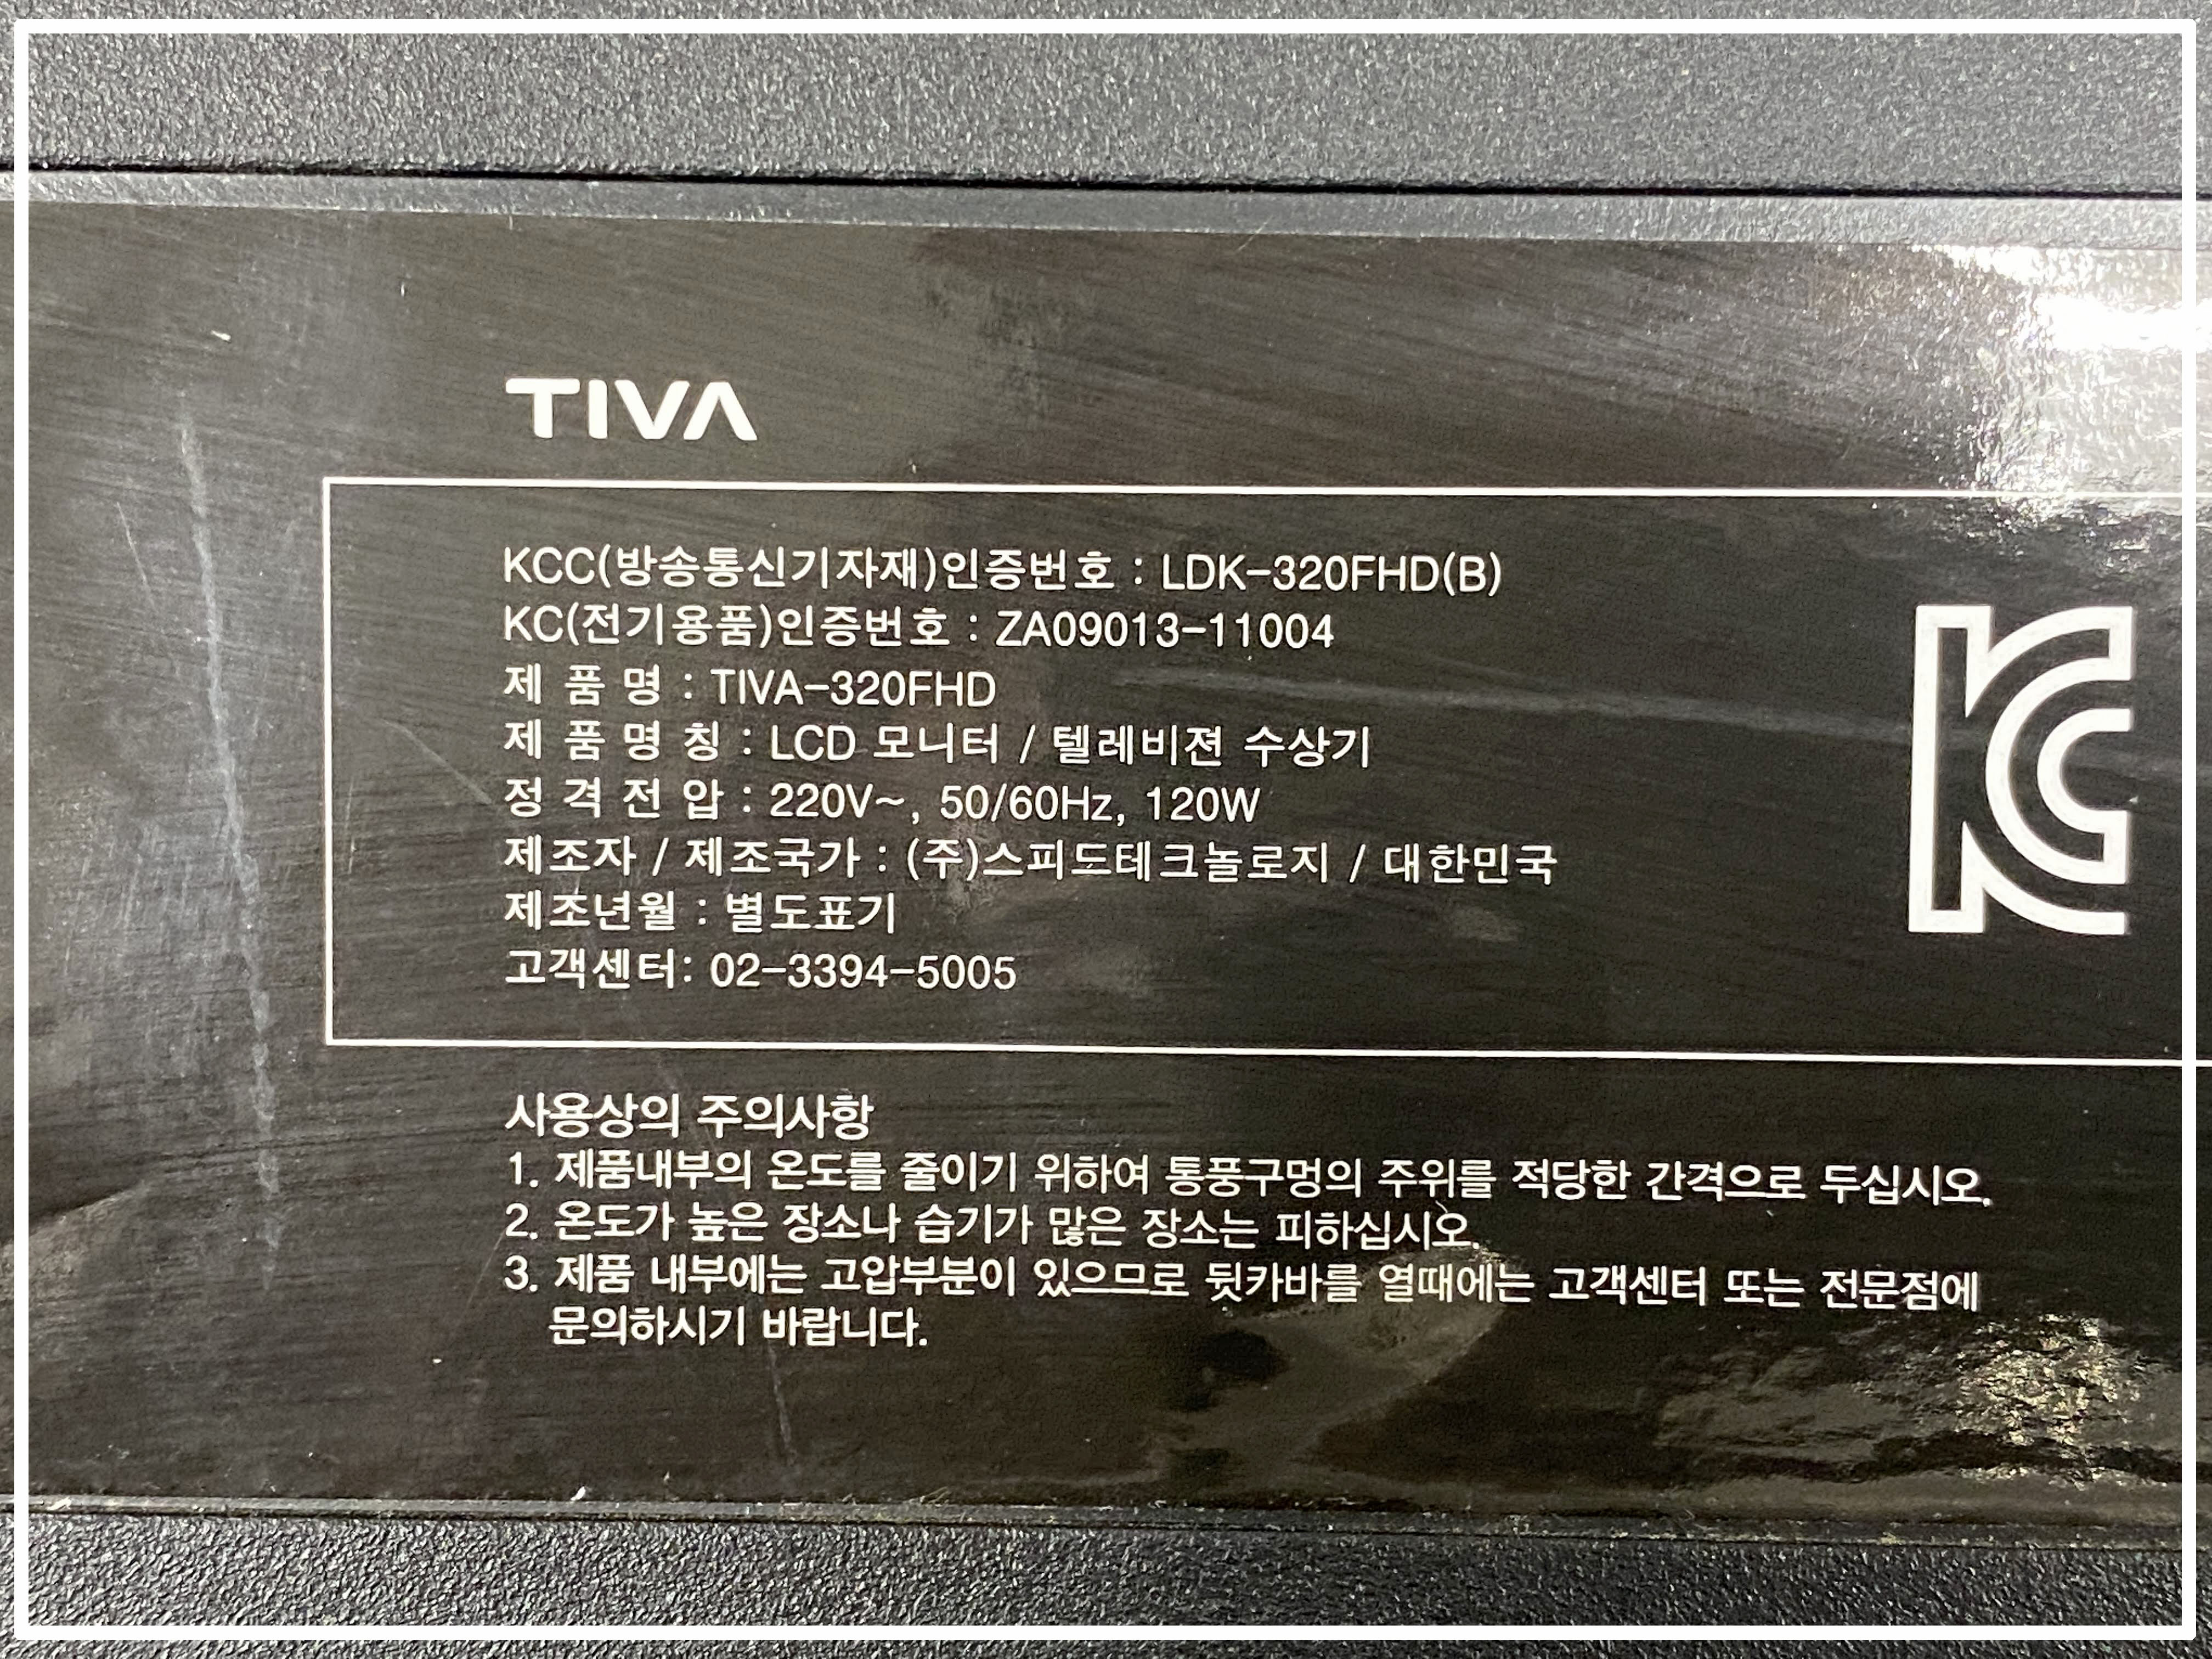 TIVA
KCC(방송통신기자재)인증번호 : LDK-320FHD(B)
KC(전기용품)인증번호 : ZA09013-11004
제 품 명 : TIVA-320FHD
제 품 명 칭 : LCD 모니터 / 텔레비젼 수상기
정 격 전 압 : 220V~, 50/60Hz, 120W
제조자 / 제조국가 : (주)스피드테크놀로지 / 대한민국
제조년월 : 별도표기
고객센터: 02-3394-5005
KC
사용상의 주의사항
1. 제품내부의 온도를 줄이기 위하여 통풍구멍의 주위를 적당한 간격으로 두십시오.
2. 온도가 높은 장소나 습기가 많은 장소는 피하십시오.
3. 제품 내부에는 고압부분이 있으므로 뒷카바를 열때에는 고객센터 또는 전문점에
문의하시기 바랍니다.